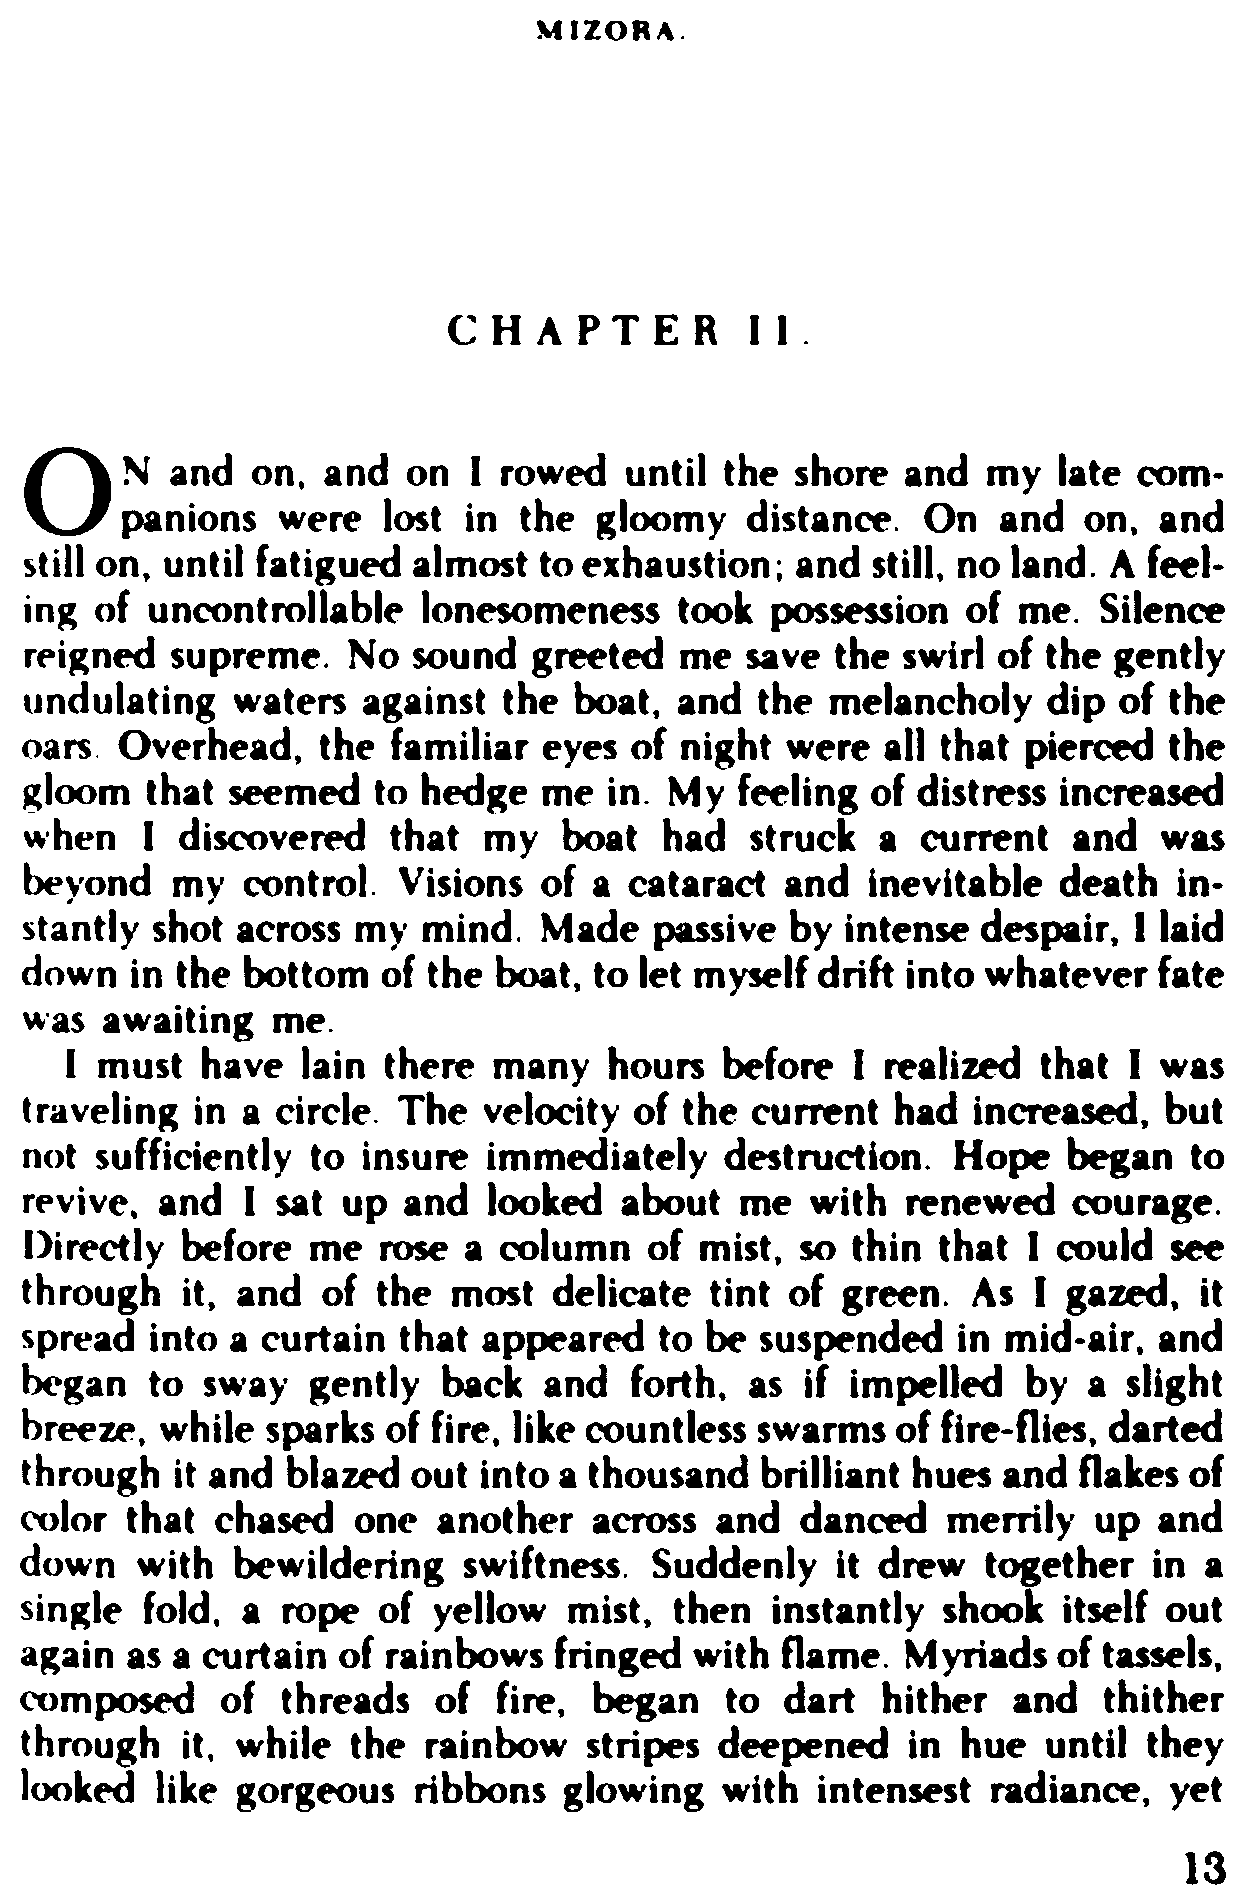 MIZORA.
CHAPTER II.
ON and on, and on I rowed until the shore and my late com-
panions were lost in the gloomy distance. On and on, and
still on, until fatigued almost to exhaustion; and still, no land. A feel-
ing of uncontrollable lonesomeness took possession of me. Silence
reigned supreme. No sound greeted me save the swirl of the gently
undulating waters against the boat, and the melancholy dip of the
oars. Overhead, the familiar eyes of night were all that pierced the
gloom that seemed to hedge me in. My feeling of distress increased
when I discovered that my boat had struck a current and was
beyond my control. Visions of a cataract and inevitable death in-
stantly shot across my mind. Made passive by intense despair, I laid
down in the bottom of the boat, to let myself drift into whatever fate
was awaiting me.
I must have lain there many hours before I realized that I was
traveling in a circle. The velocity of the current had increased, but
not sufficiently to insure immediately destruction. Hope began to
revive, and I sat up and looked about me with renewed courage.
Directly before me rose a column of mist, so thin that I could see
through it, and of the most delicate tint of green. As I gazed, it
spread into a curtain that appeared to be suspended in mid-air, and
began to sway gently back and forth, as if impelled by a slight
breeze, while sparks of fire, like countless swarms of fire-flies, darted
through it and blazed out into a thousand brilliant hues and flakes of
color that chased one another across and danced merrily up and
down with bewildering swiftness. Suddenly it drew together in a
single fold, a rope of yellow mist, then instantly shook itself out
again as a curtain of rainbows fringed with flame. Myriads of tassels,
composed of threads of fire, began to dart hither and thither
through it, while the rainbow stripes deepened in hue until they
looked like gorgeous ribbons glowing with intensest radiance, yet
13